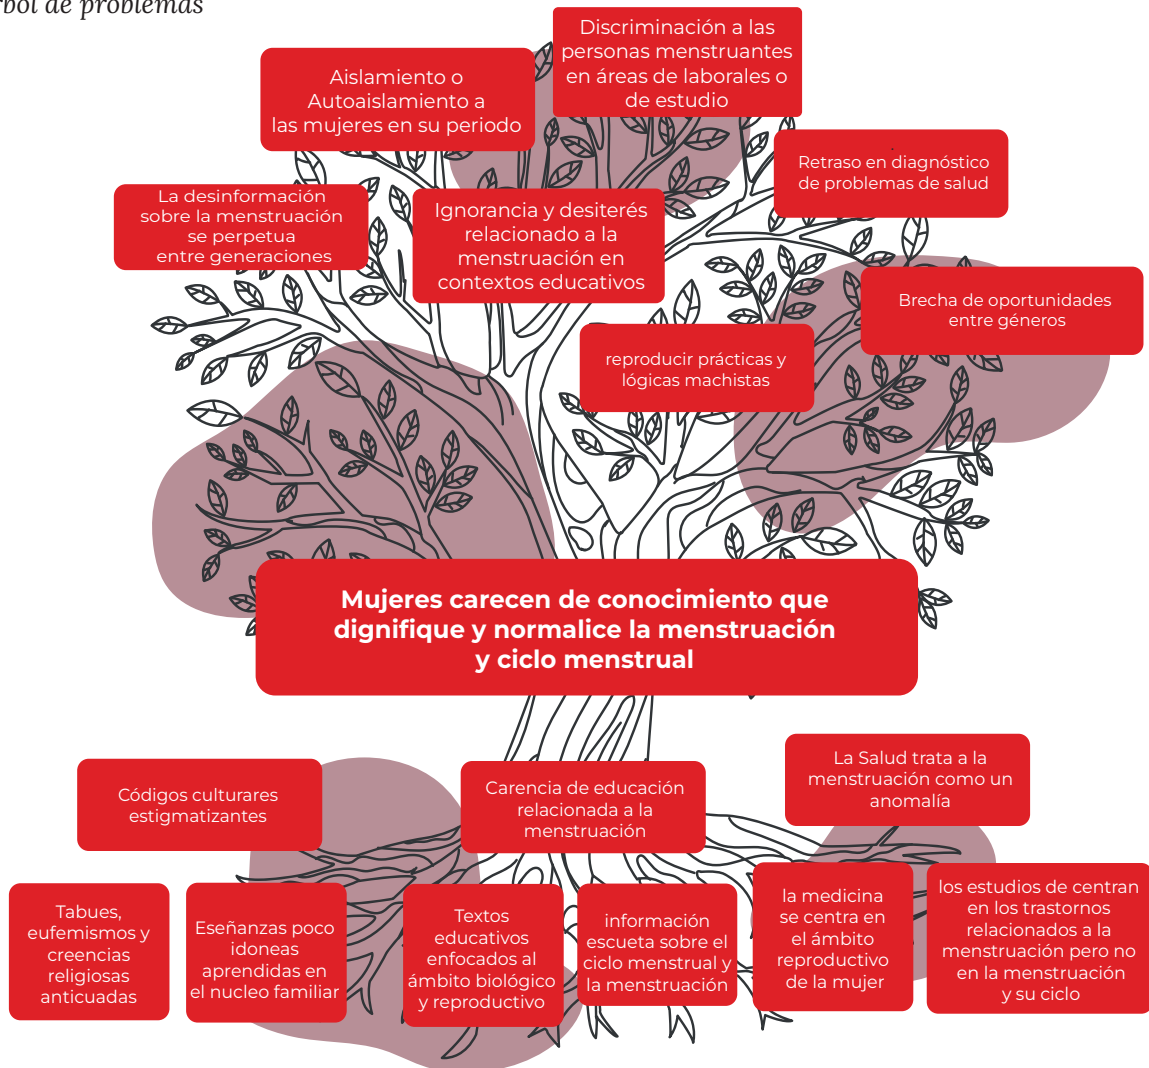 árbol de problemas
Discriminación a las
personas menstruantes
en áreas de laborales o
de estudio
Aislamiento o
Autoaislamiento a
las mujeres en su periodo
Retraso en diagnóstico
de problemas de salud
La desinformación
sobre la menstruación
se perpetua
entre generaciones
Ignorancia y desiterés
relacionado a la
menstruación en
contextos educativos
Brecha de oportunidades
entre géneros
reproducir prácticas y
lógicas machistas
Mujeres carecen de conocimiento que
dignifique y normalice la menstruación
y ciclo menstrual
Códigos culturares
estigmatizantes
Carencia de educación
relacionada a la
menstruación
La Salud trata a la
menstruación como un
anomalía
Tabues,
eufemismos y
creencias
religiosas
anticuadas
Eseñanzas poco
idoneas
aprendidas en
el nucleo familiar
Textos
educativos
enfocados al
ámbito biológico
y reproductivo
información
escueta sobre el
ciclo menstrual y
la menstruación
la medicina
se centra en
el ámbito
reproductivo
de la mujer
los estudios de centran
en los trastornos
relacionados a la
menstruación pero no
en la menstruación
y su ciclo